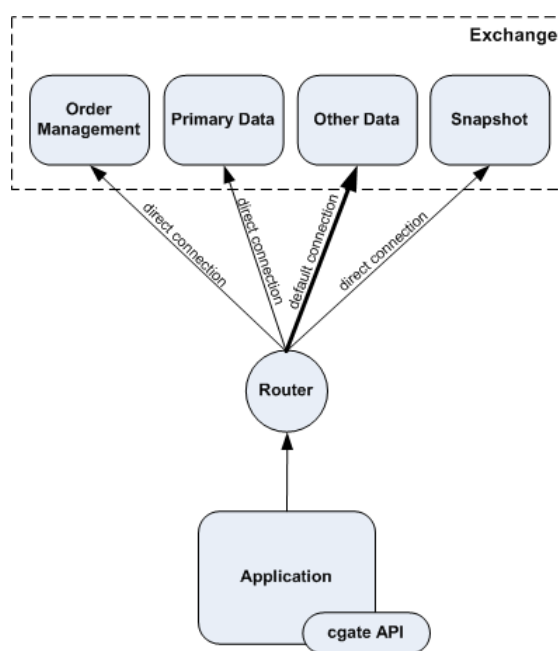 Exchange
Order
Management
Primary Data
Other Data
Snapshot
direct connection
direct connection
default connection
direct connection
Router
Application
cgate API